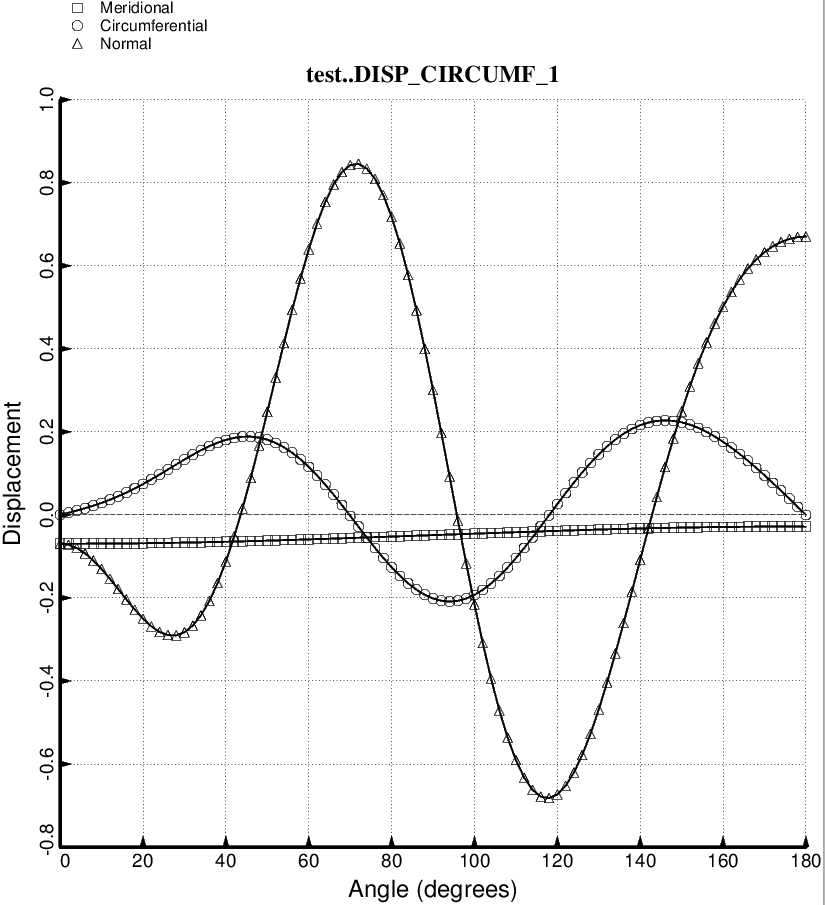 Meridional
Circumferential
Normal
test..DISP_CIRCUMF_1
1.0
0.8
0.6
0.4
0.2
0.0
-0.2
-0.4
-0.6
-0.8
Displacement
0 20 40 60 80 100 120 140 160 180
Angle (degrees)